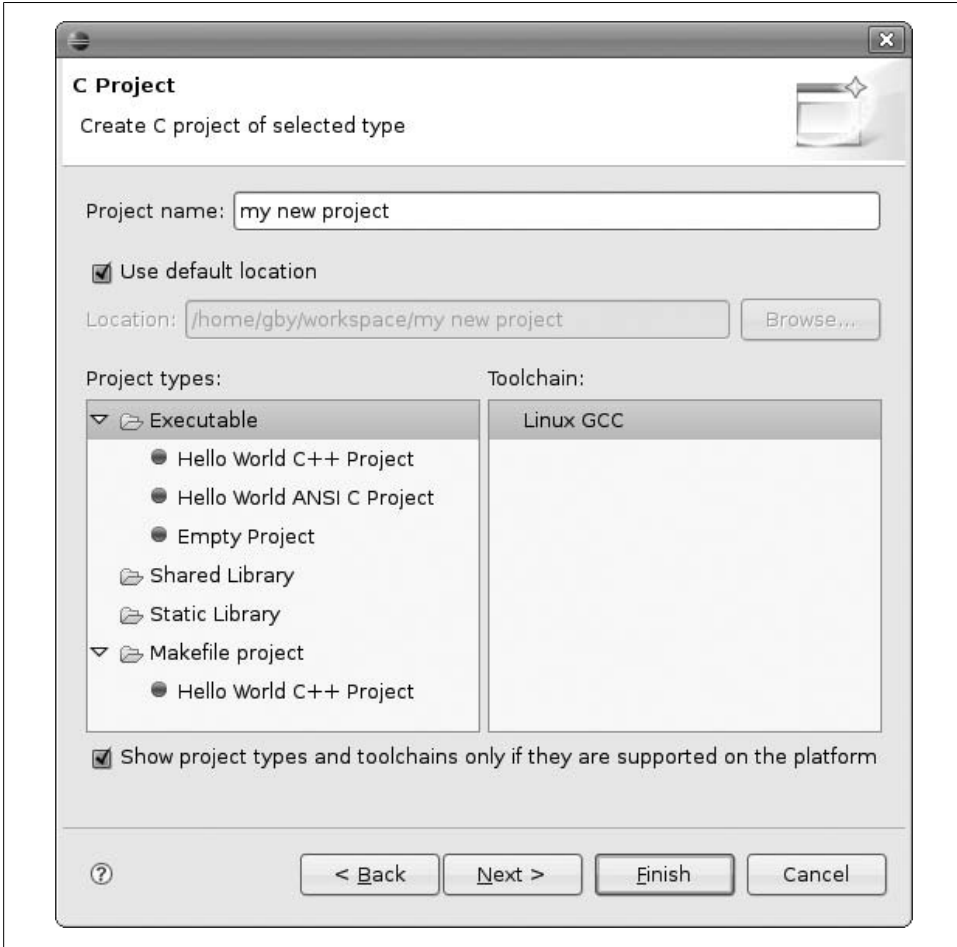 C Project
Create C project of selected type
Project name: my new project
Use default location
Location: /home/gby/workspace/my new project Browse...
Project types: Toolchain:
Executable Linux GCC
Hello World C++ Project
Hello World ANSI C Project
Empty Project
Shared Library
Static Library
Makefile project
Hello World C++ Project
Show project types and toolchains only if they are supported on the platform
? < Back Next > Finish Cancel